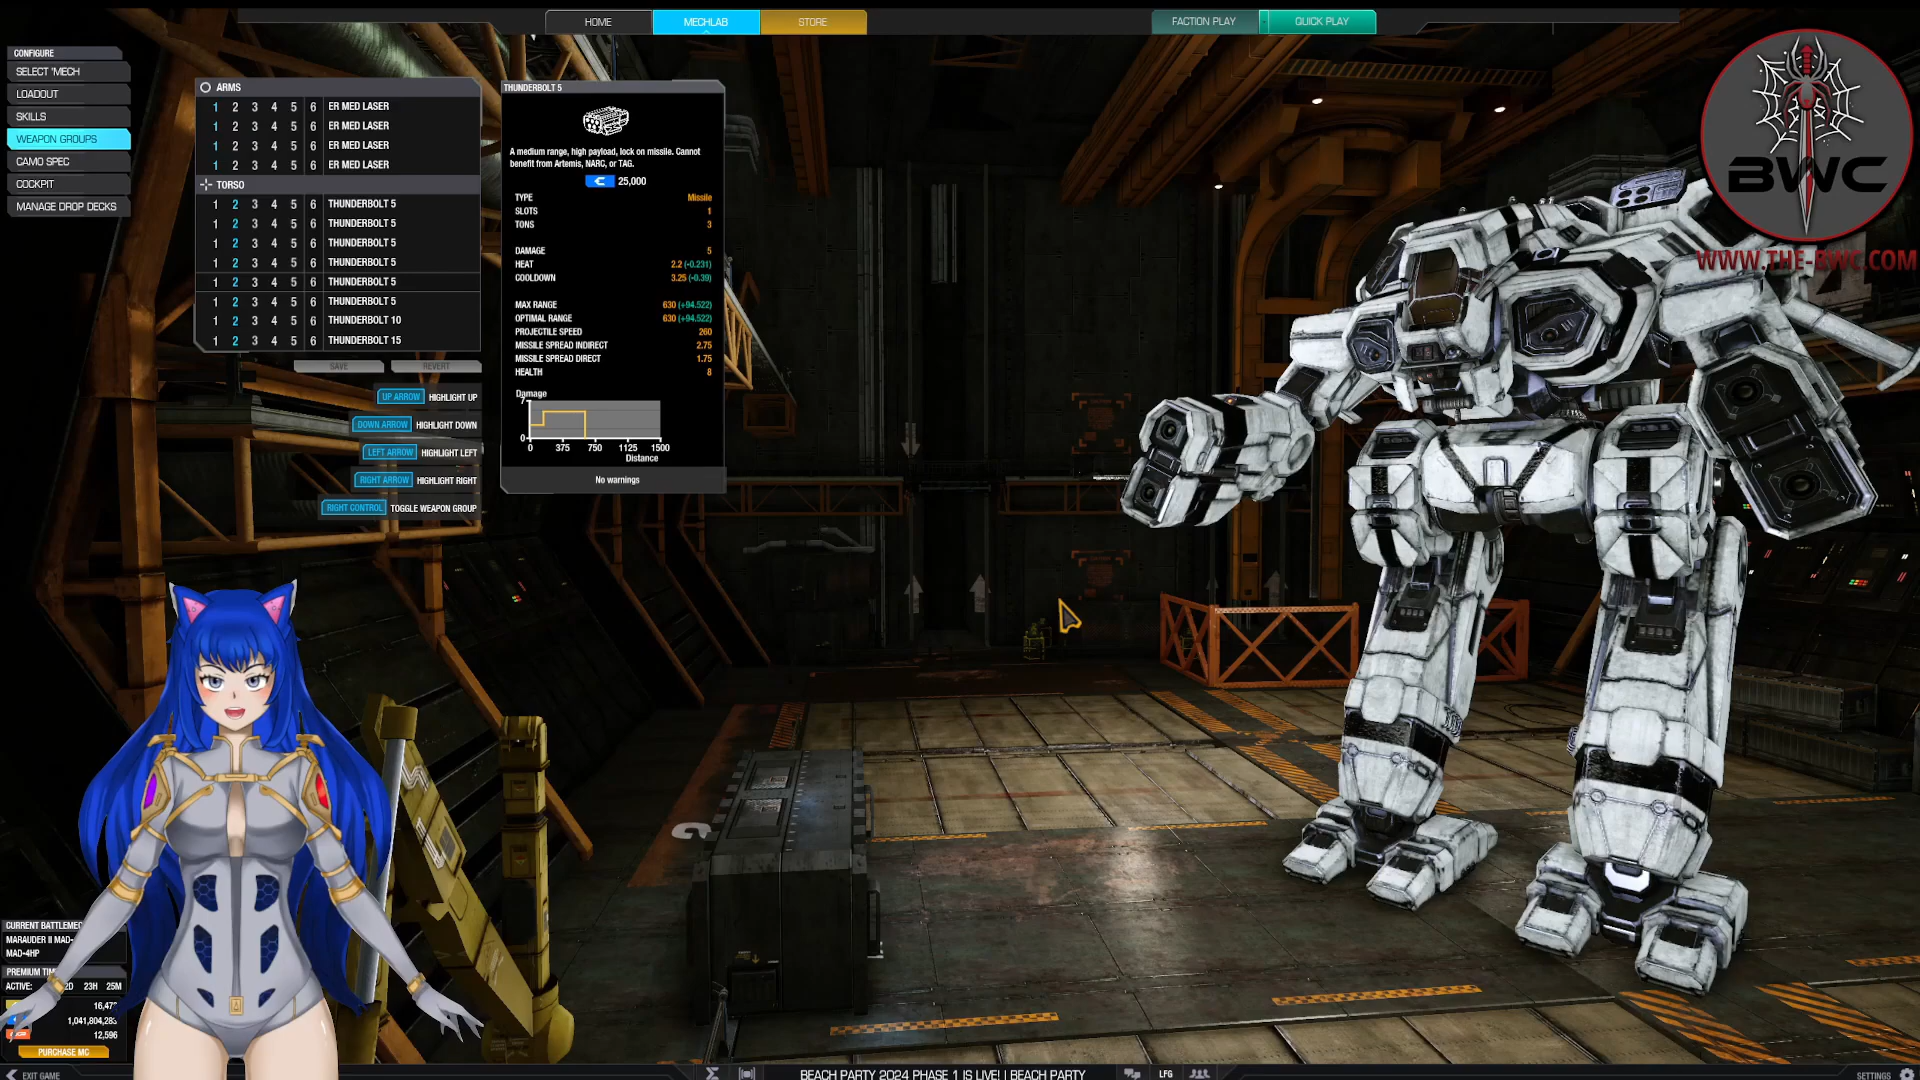 HOME
MECHLAB
STORE
FACTION PLAY
QUICK PLAY
CONFIGURE
SELECT 'MECH
LOADOUT
SKILLS
WEAPON GROUPS
CAMO SPEC
COCKPIT
MANAGE DROP DECKS
ARMS
1 2 3 4 5 6 ER MED LASER
1 2 3 4 5 6 ER MED LASER
1 2 3 4 5 6 ER MED LASER
1 2 3 4 5 6 ER MED LASER
TORSO
1 2 3 4 5 6 THUNDERBOLT 5
1 2 3 4 5 6 THUNDERBOLT 5
1 2 3 4 5 6 THUNDERBOLT 5
1 2 3 4 5 6 THUNDERBOLT 5
1 2 3 4 5 6 THUNDERBOLT 5
1 2 3 4 5 6 THUNDERBOLT 5
1 2 3 4 5 6 THUNDERBOLT 10
1 2 3 4 5 6 THUNDERBOLT 15
SAVE REVERT
UP ARROW HIGHLIGHT UP
DOWN ARROW HIGHLIGHT DOWN
LEFT ARROW HIGHLIGHT LEFT
RIGHT ARROW HIGHLIGHT RIGHT
RIGHT CONTROL TOGGLE WEAPON GROUP
THUNDERBOLT 5
A medium range, high payload, lock on missile. Cannot
benefit from Artemis, NARC, or TAG.
25,000
TYPE Missile
SLOTS 1
TONS 3
DAMAGE 5
HEAT 2.2 (-0.231)
COOLDOWN 3.25 (-0.39)
MAX RANGE 630 (+94.522)
OPTIMAL RANGE 630 (+94.522)
PROJECTILE SPEED 260
MISSILE SPREAD INDIRECT 2.75
MISSILE SPREAD DIRECT 1.75
HEALTH 8
Damage
7
0
0 375 750 1125 1500
Distance
No warnings
BWC
WWW.THE-BWC.COM
CURRENT BATTLEMEC
MARAUDER II MAD-
MAD-4HP
PREMIUM TIM
ACTIVE: 2D 23H 25M
16,47
1,041,804,283
12,596
PURCHASE MC
EXIT GAME
BEACH PARTY 2024 PHASE 1 IS LIVE! | BEACH PARTY
LFG
SETTINGS